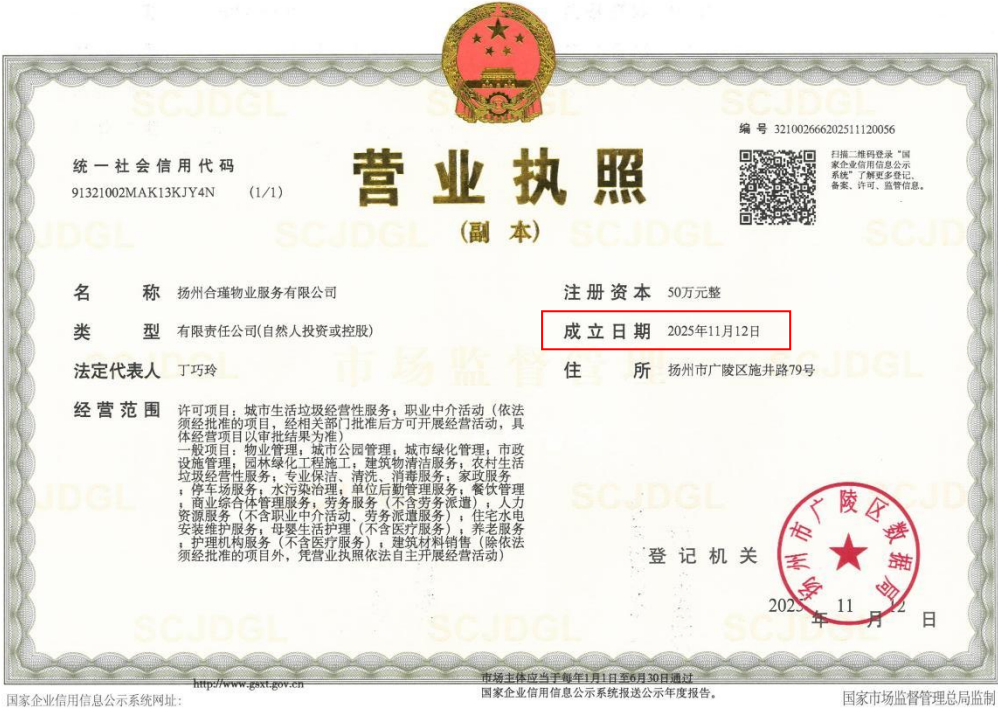 编 号 321002666202511120056
统一社会信用代码
91321002MAK13KJY4N (1/1)
营业执照
(副 本)
扫描二维码登录“国
家企业信用信息公示
系统”了解更多登记、
备案、许可、监管信息。
名 称 扬州合瑾物业服务有限公司
类 型 有限责任公司(自然人投资或控股)
法定代表人 丁巧玲
经营范围 许可项目：城市生活垃圾经营性服务；职业中介活动（依法
须经批准的项目，经相关部门批准后方可开展经营活动，具
体经营项目以审批结果为准）
一般项目：物业管理；城市公园管理；城市绿化管理；市政
设施管理；园林绿化工程施工；建筑物清洁服务；农村生活
垃圾经营性服务；专业保洁、清洗、消毒服务；家政服务
；停车场服务；水污染治理；单位后勤管理服务；餐饮管理
；商业综合体管理服务；劳务服务（不含劳务派遣）；人力
资源服务（不含职业中介活动、劳务派遣服务）；住宅水电
安装维护服务；母婴生活护理（不含医疗服务）；养老服务
；护理机构服务（不含医疗服务）；建筑材料销售（除依法
须经批准的项目外，凭营业执照依法自主开展经营活动）
注册资本 50万元整
成立日期 2025年11月12日
住 所 扬州市广陵区施井路79号
登记机关
扬州市广陵区数据局
2025年 11月 12日
SCJDGL
市场监督管理
国家企业信用信息公示系统网址：
http://www.gsxt.gov.cn
市场主体应当于每年1月1日至6月30日通过
国家企业信用信息公示系统报送公示年度报告。
国家市场监督管理总局监制